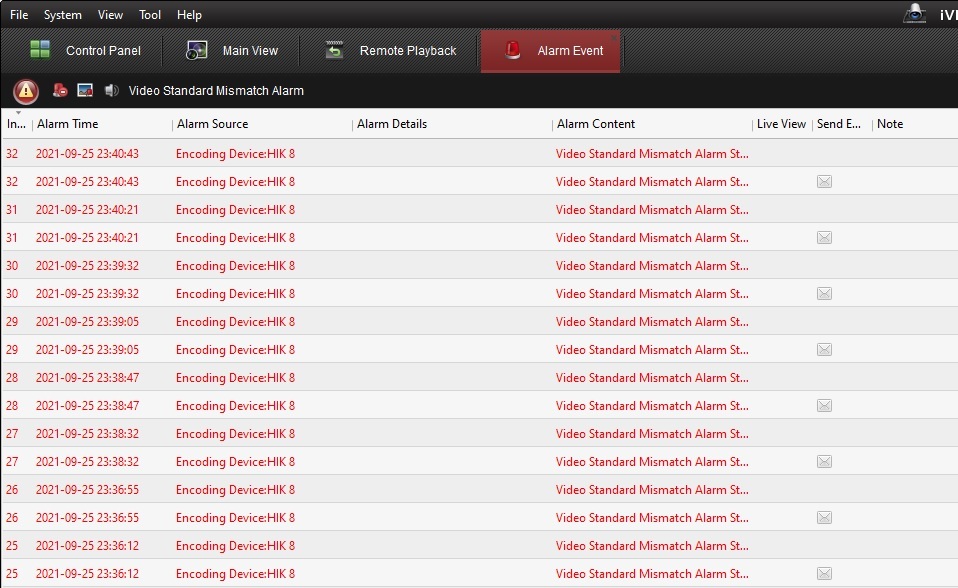 File System View Tool Help iVM
Control Panel Main View Remote Playback Alarm Event
Video Standard Mismatch Alarm
In... Alarm Time Alarm Source Alarm Details Alarm Content Live View Send E... Note
32 2021-09-25 23:40:43 Encoding Device:HIK 8 Video Standard Mismatch Alarm St...
32 2021-09-25 23:40:43 Encoding Device:HIK 8 Video Standard Mismatch Alarm St...
31 2021-09-25 23:40:21 Encoding Device:HIK 8 Video Standard Mismatch Alarm St...
31 2021-09-25 23:40:21 Encoding Device:HIK 8 Video Standard Mismatch Alarm St...
30 2021-09-25 23:39:32 Encoding Device:HIK 8 Video Standard Mismatch Alarm St...
30 2021-09-25 23:39:32 Encoding Device:HIK 8 Video Standard Mismatch Alarm St...
29 2021-09-25 23:39:05 Encoding Device:HIK 8 Video Standard Mismatch Alarm St...
29 2021-09-25 23:39:05 Encoding Device:HIK 8 Video Standard Mismatch Alarm St...
28 2021-09-25 23:38:47 Encoding Device:HIK 8 Video Standard Mismatch Alarm St...
28 2021-09-25 23:38:47 Encoding Device:HIK 8 Video Standard Mismatch Alarm St...
27 2021-09-25 23:38:32 Encoding Device:HIK 8 Video Standard Mismatch Alarm St...
27 2021-09-25 23:38:32 Encoding Device:HIK 8 Video Standard Mismatch Alarm St...
26 2021-09-25 23:36:55 Encoding Device:HIK 8 Video Standard Mismatch Alarm St...
26 2021-09-25 23:36:55 Encoding Device:HIK 8 Video Standard Mismatch Alarm St...
25 2021-09-25 23:36:12 Encoding Device:HIK 8 Video Standard Mismatch Alarm St...
25 2021-09-25 23:36:12 Encoding Device:HIK 8 Video Standard Mismatch Alarm St...